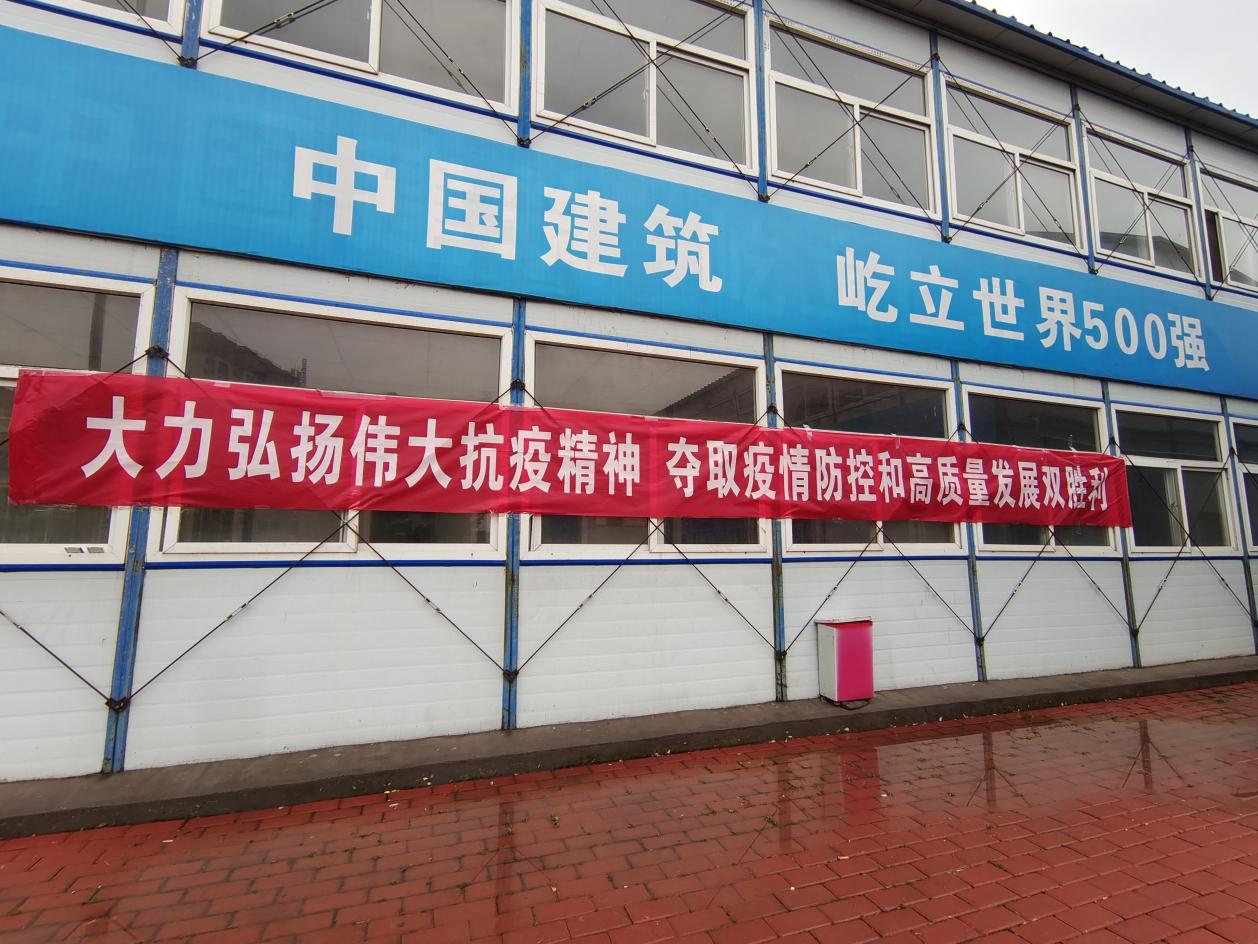 中国建筑 屹立世界500强
大力弘扬伟大抗疫精神 夺取疫情防控和高质量发展双胜利